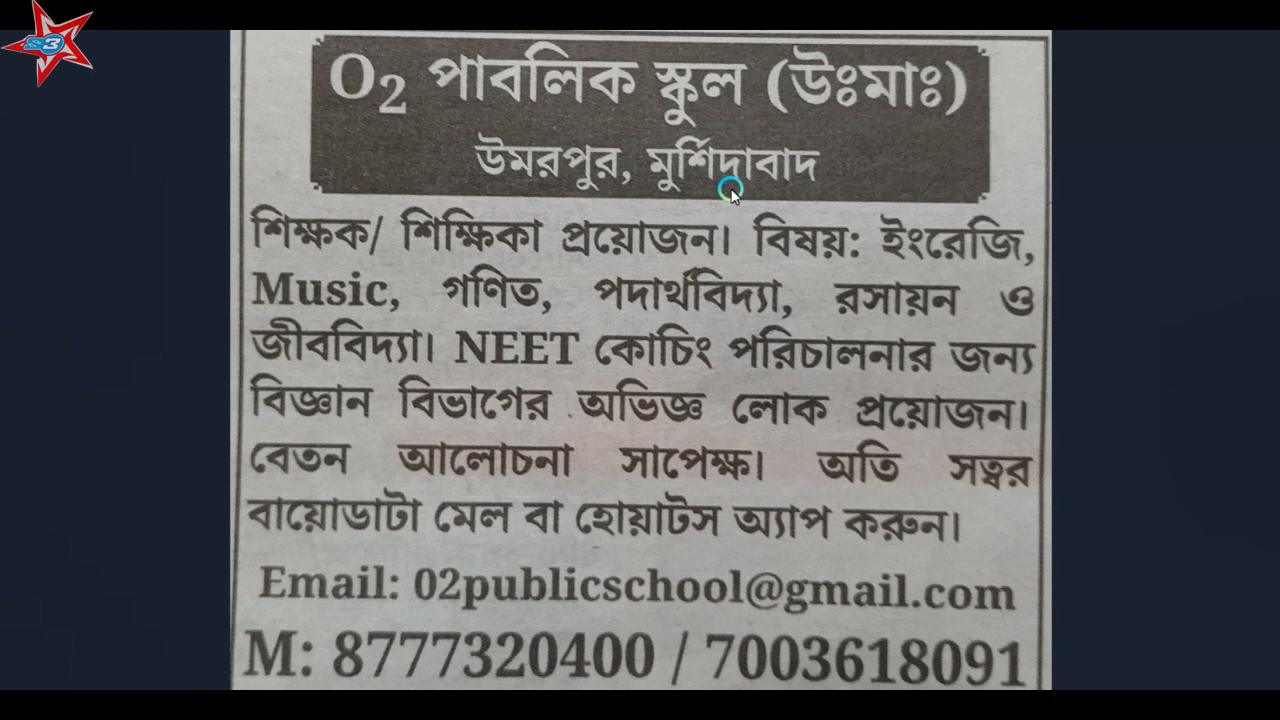 S3
O2 পাবলিক স্কুল (উঃমাঃ)
উমরপুর, মুর্শিদাবাদ
শিক্ষক/ শিক্ষিকা প্রয়োজন। বিষয়: ইংরেজি,
Music, গণিত, পদার্থবিদ্যা, রসায়ন ও
জীববিদ্যা। NEET কোচিং পরিচালনার জন্য
বিজ্ঞান বিভাগের অভিজ্ঞ লোক প্রয়োজন।
বেতন আলোচনা সাপেক্ষ। অতি সত্বর
বায়োডাটা মেল বা হোয়াটস অ্যাপ করুন।
Email: 02publicschool@gmail.com
M: 8777320400 / 7003618091